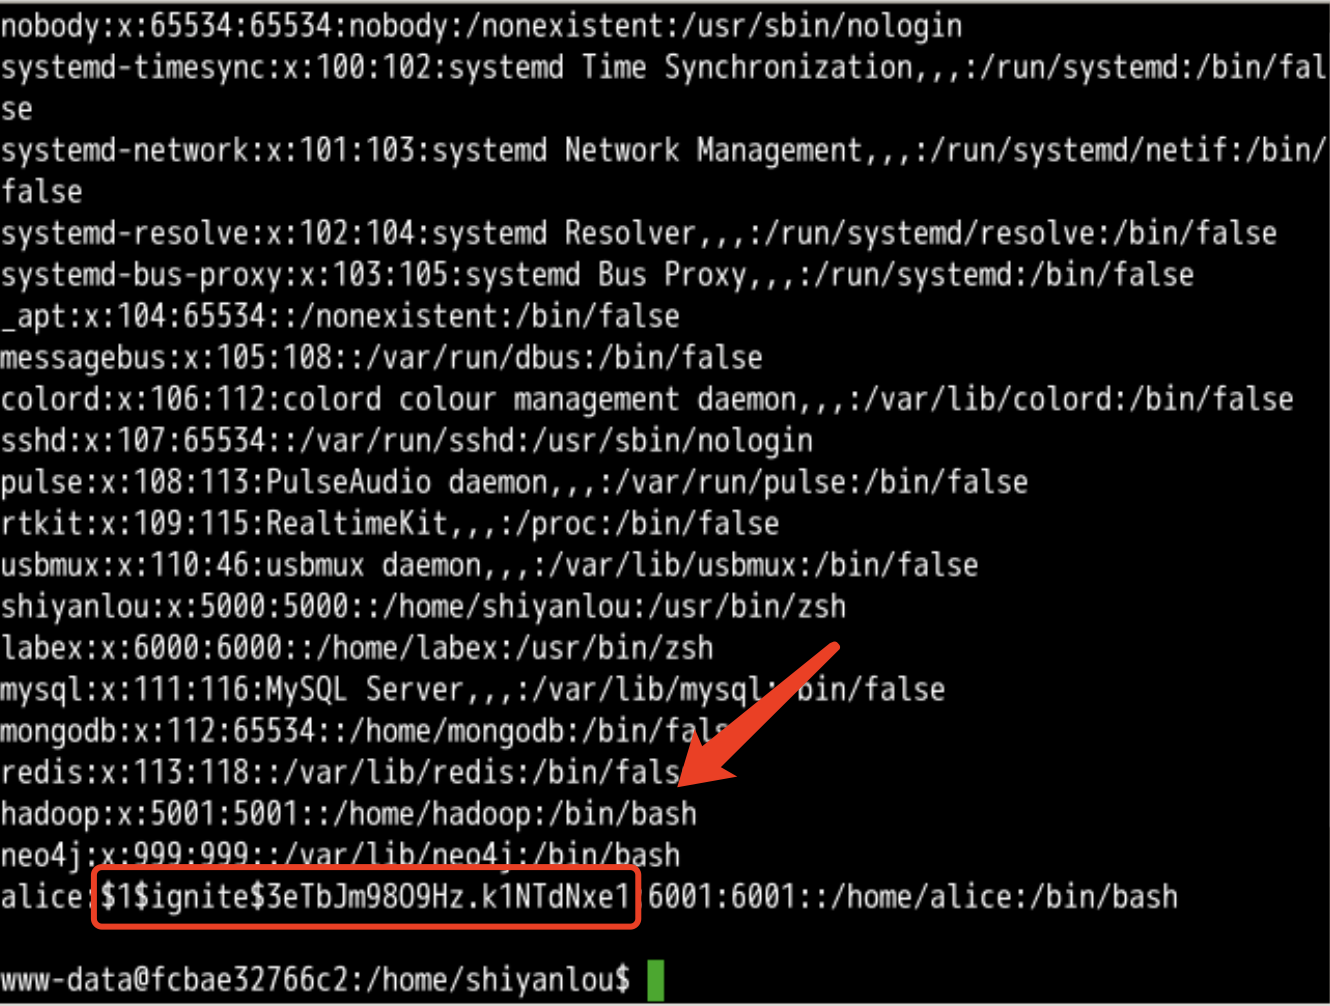 nobody:x:65534:65534:nobody:/nonexistent:/usr/sbin/nologin
systemd-timesync:x:100:102:systemd Time Synchronization,,,:/run/systemd:/bin/fal
se
systemd-network:x:101:103:systemd Network Management,,,:/run/systemd/netif:/bin/
false
systemd-resolve:x:102:104:systemd Resolver,,,:/run/systemd/resolve:/bin/false
systemd-bus-proxy:x:103:105:systemd Bus Proxy,,,:/run/systemd:/bin/false
_apt:x:104:65534::/nonexistent:/bin/false
messagebus:x:105:108::/var/run/dbus:/bin/false
colord:x:106:112:colord colour management daemon,,,:/var/lib/colord:/bin/false
sshd:x:107:65534::/var/run/sshd:/usr/sbin/nologin
pulse:x:108:113:PulseAudio daemon,,,:/var/run/pulse:/bin/false
rtkit:x:109:115:RealtimeKit,,,:/proc:/bin/false
usbmux:x:110:46:usbmux daemon,,,:/var/lib/usbmux:/bin/false
shiyanlou:x:5000:5000::/home/shiyanlou:/usr/bin/zsh
labex:x:6000:6000::/home/labex:/usr/bin/zsh
mysql:x:111:116:MySQL Server,,,:/var/lib/mysql: bin/false
mongodb:x:112:65534::/home/mongodb:/bin/fals
redis:x:113:118::/var/lib/redis:/bin/fals
hadoop:x:5001:5001::/home/hadoop:/bin/bash
neo4j:x:999:999::/var/lib/neo4j:/bin/bash
alice:$1$ignite$3eTbJm98O9Hz.k1NTdNxe1:6001:6001::/home/alice:/bin/bash
www-data@fcbae32766c2:/home/shiyanlou$